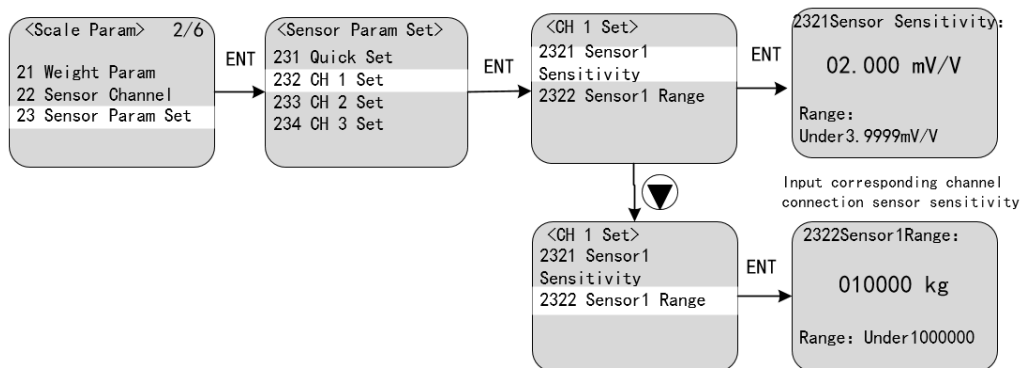 <Scale Param> 2/6
21 Weight Param
22 Sensor Channel
23 Sensor Param Set
ENT
<Sensor Param Set>
231 Quick Set
232 CH 1 Set
233 CH 2 Set
234 CH 3 Set
ENT
<CH 1 Set>
2321 Sensor1
Sensitivity
2322 Sensor1 Range
ENT
2321Sensor Sensitivity:
02.000 mV/V
Range:
Under3.9999mV/V
Input corresponding channel
connection sensor sensitivity
<CH 1 Set>
2321 Sensor1
Sensitivity
2322 Sensor1 Range
ENT
2322Sensor1Range:
010000 kg
Range: Under1000000